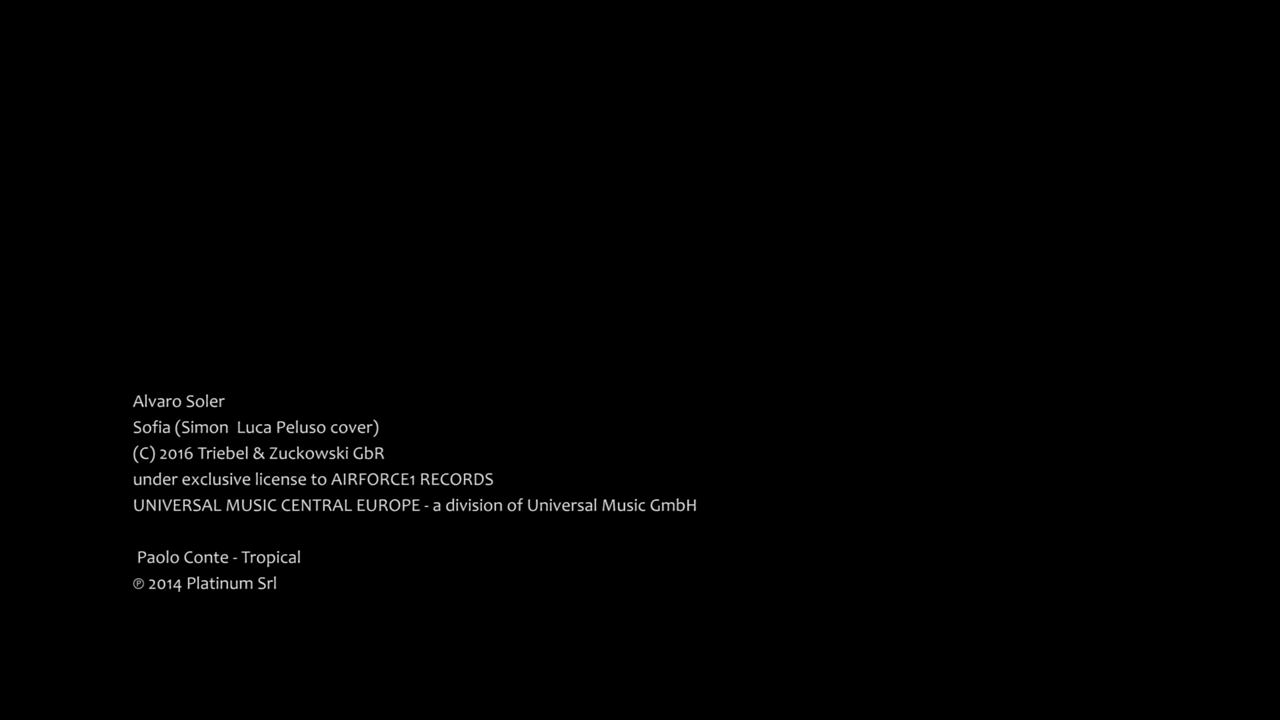 Alvaro Soler
Sofia (Simon  Luca Peluso cover)
(C) 2016 Triebel & Zuckowski GbR
under exclusive license to AIRFORCE1 RECORDS
UNIVERSAL MUSIC CENTRAL EUROPE - a division of Universal Music GmbH
Paolo Conte - Tropical
℗ 2014 Platinum Srl